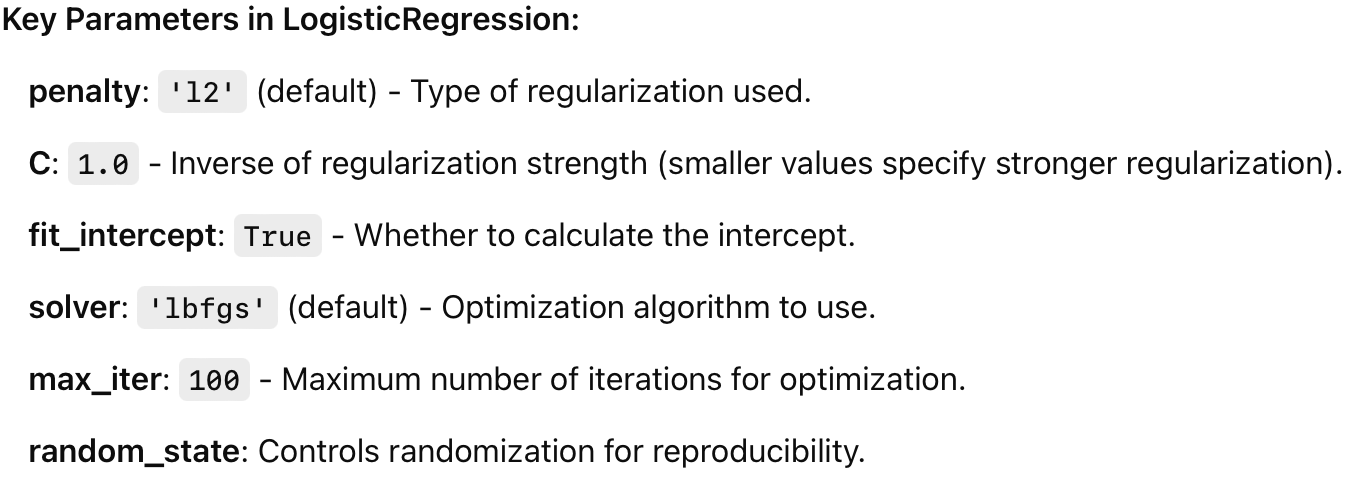 Key Parameters in LogisticRegression:
penalty: 'l2' (default) - Type of regularization used.
C: 1.0 - Inverse of regularization strength (smaller values specify stronger regularization).
fit_intercept: True - Whether to calculate the intercept.
solver: 'lbfgs' (default) - Optimization algorithm to use.
max_iter: 100 - Maximum number of iterations for optimization.
random_state: Controls randomization for reproducibility.